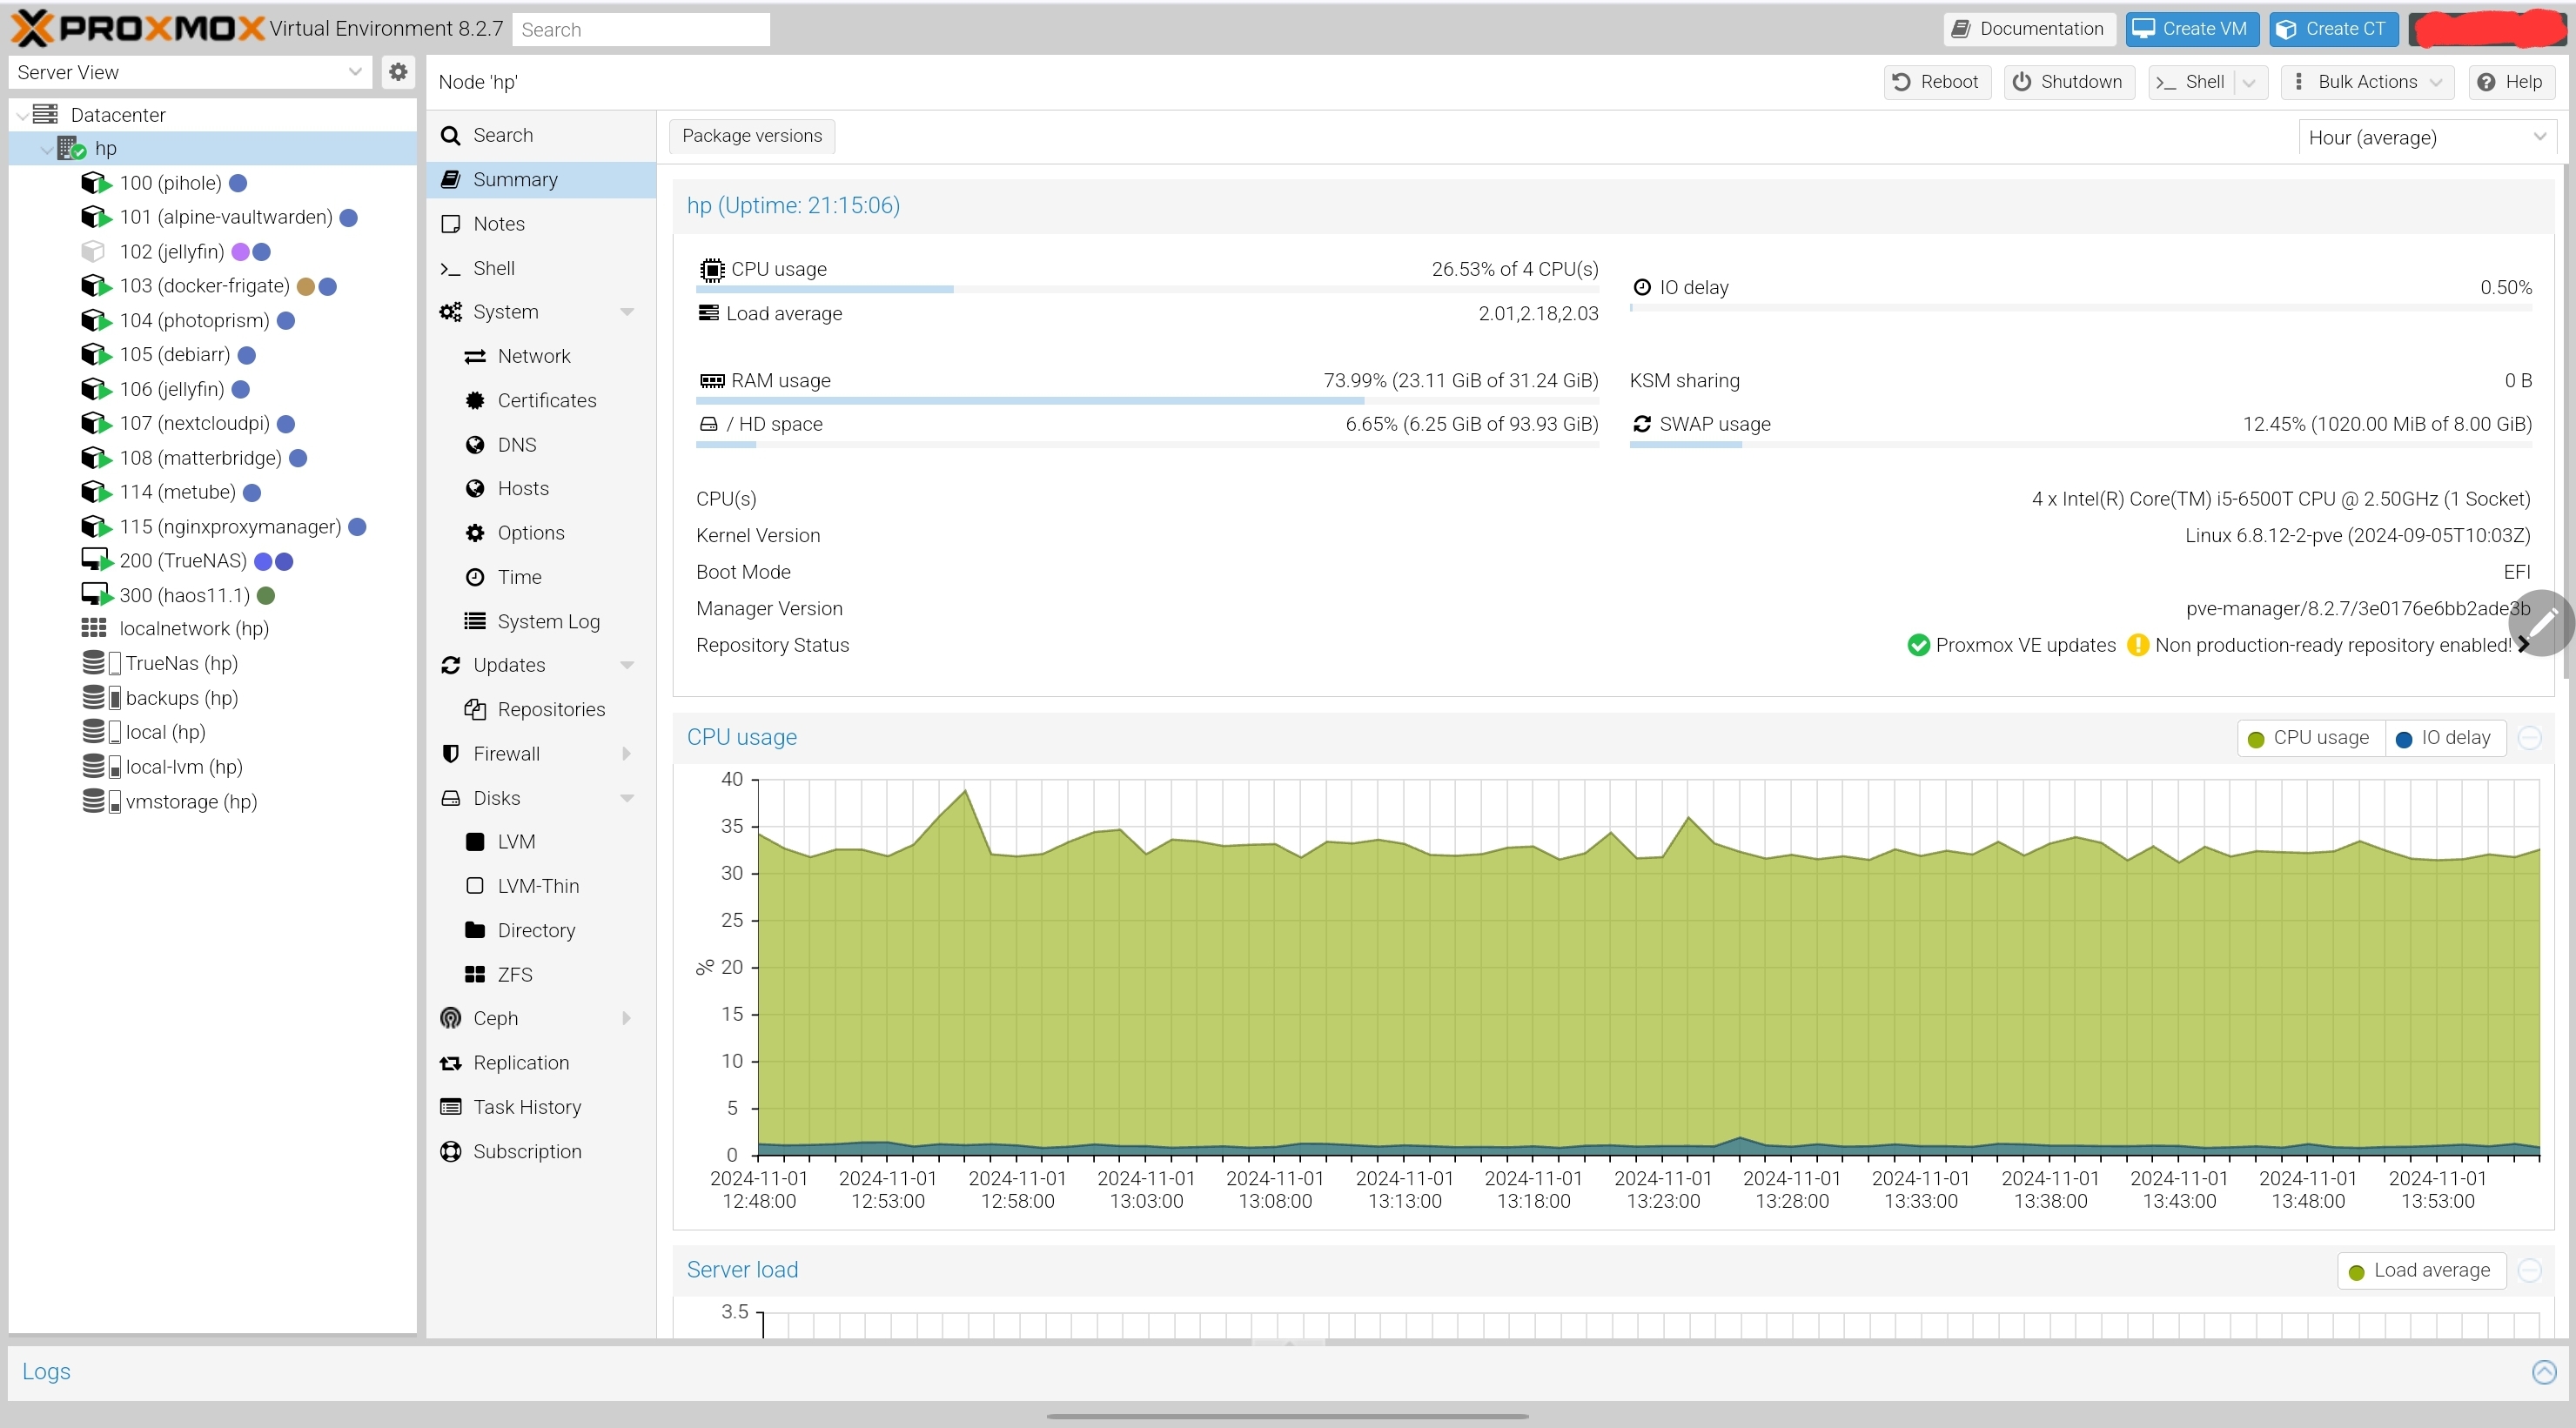 PROXMOX Virtual Environment 8.2.7 Search
Documentation Create VM Create CT
Server View
Datacenter
hp
100 (pihole)
101 (alpine-vaultwarden)
102 (jellyfin)
103 (docker-frigate)
104 (photoprism)
105 (debiarr)
106 (jellyfin)
107 (nextcloudpi)
108 (matterbridge)
114 (metube)
115 (nginxproxymanager)
200 (TrueNAS)
300 (haos11.1)
localnetwork (hp)
TrueNas (hp)
backups (hp)
local (hp)
local-lvm (hp)
vmstorage (hp)
Node 'hp'
Reboot Shutdown Shell Bulk Actions Help
Search
Summary
Notes
Shell
System
Network
Certificates
DNS
Hosts
Options
Time
System Log
Updates
Repositories
Firewall
Disks
LVM
LVM-Thin
Directory
ZFS
Ceph
Replication
Task History
Subscription
Package versions
Hour (average)
hp (Uptime: 21:15:06)
CPU usage 26.53% of 4 CPU(s)
IO delay 0.50%
Load average 2.01,2.18,2.03
RAM usage 73.99% (23.11 GiB of 31.24 GiB)
KSM sharing 0 B
/ HD space 6.65% (6.25 GiB of 93.93 GiB)
SWAP usage 12.45% (1020.00 MiB of 8.00 GiB)
CPU(s) 4 x Intel(R) Core(TM) i5-6500T CPU @ 2.50GHz (1 Socket)
Kernel Version Linux 6.8.12-2-pve (2024-09-05T10:03Z)
Boot Mode EFI
Manager Version pve-manager/8.2.7/3e0176e6bb2ade3b
Repository Status Proxmox VE updates Non production-ready repository enabled!
CPU usage
CPU usage IO delay
40
35
30
25
20
15
10
5
0
%
2024-11-01 2024-11-01 2024-11-01 2024-11-01 2024-11-01 2024-11-01 2024-11-01 2024-11-01 2024-11-01 2024-11-01 2024-11-01 2024-11-01 2024-11-01 2024-11-01
12:48:00 12:53:00 12:58:00 13:03:00 13:08:00 13:13:00 13:18:00 13:23:00 13:28:00 13:33:00 13:38:00 13:43:00 13:48:00 13:53:00
Server load
Load average
3.5
Logs